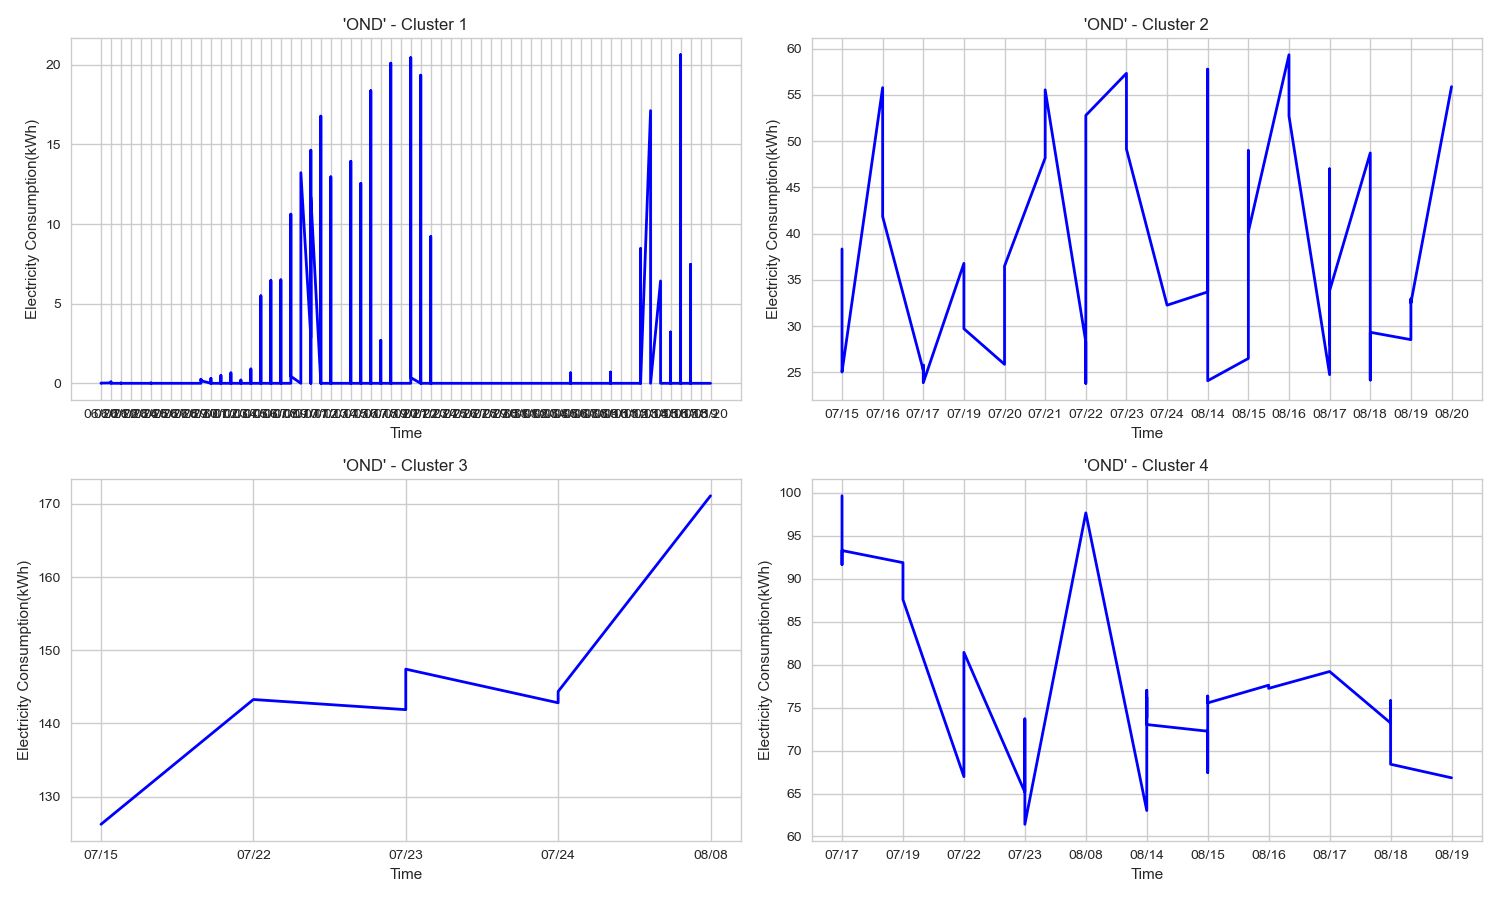 'OND' - Cluster 1
Electricity Consumption(kWh)
20
15
10
5
0
Time
'OND' - Cluster 2
Electricity Consumption(kWh)
60
55
50
45
40
35
30
25
07/15 07/16 07/17 07/19 07/20 07/21 07/22 07/23 07/24 08/14 08/15 08/16 08/17 08/18 08/19 08/20
Time
'OND' - Cluster 3
Electricity Consumption(kWh)
170
160
150
140
130
07/15 07/22 07/23 07/24 08/08
Time
'OND' - Cluster 4
Electricity Consumption(kWh)
100
95
90
85
80
75
70
65
60
07/17 07/19 07/22 07/23 08/08 08/14 08/15 08/16 08/17 08/18 08/19
Time